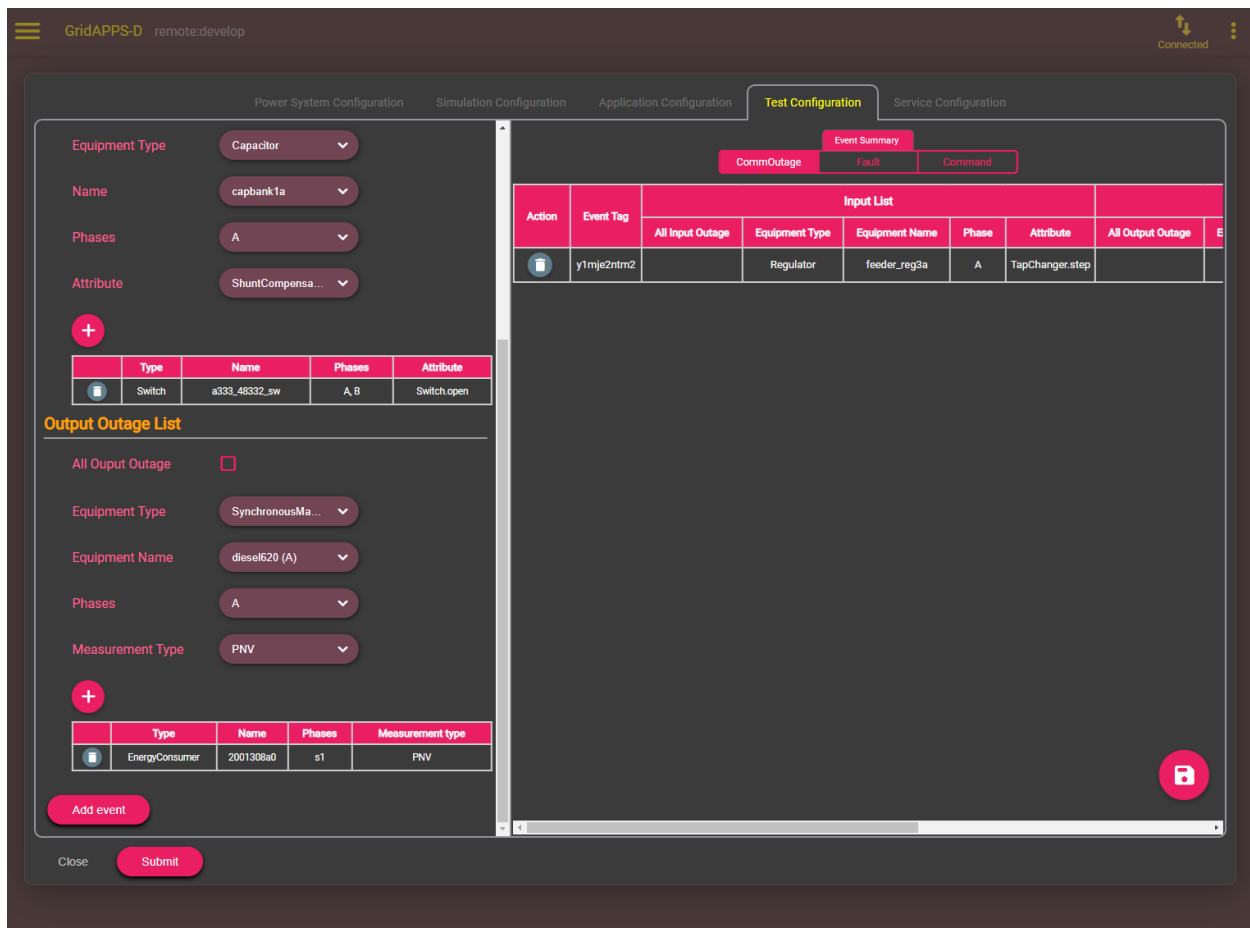 GridAPPS-D remote:develop
Connected
Power System Configuration Simulation Configuration Application Configuration Test Configuration Service Configuration
Equipment Type Capacitor
Name capbank1a
Phases A
Attribute ShuntCompensa...
+
Type Name Phases Attribute
Switch a333_48332_sw A, B Switch.open
Output Outage List
All Ouput Outage
Equipment Type SynchronousMa...
Equipment Name diesel620 (A)
Phases A
Measurement Type PNV
+
Type Name Phases Measurement type
EnergyConsumer 2001308a0 s1 PNV
Add event
Event Summary
CommOutage Fault Command
Action Event Tag Input List
All Input Outage Equipment Type Equipment Name Phase Attribute All Output Outage E
y1mje2ntm2 Regulator feeder_reg3a A TapChanger.step
Close Submit